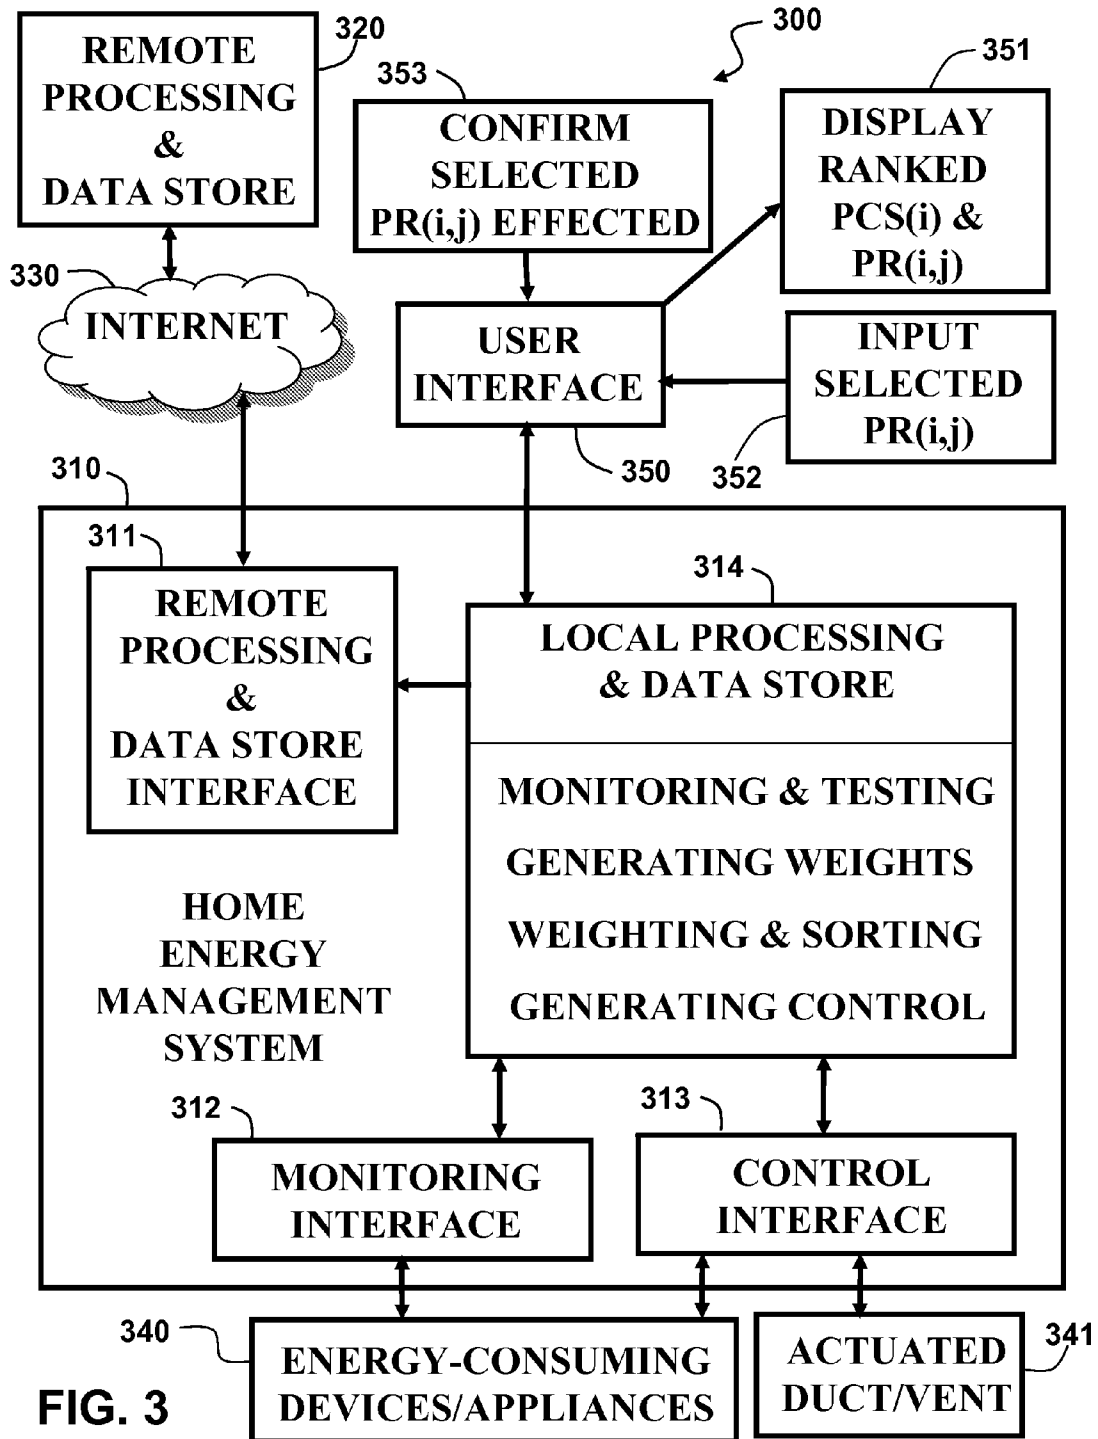 300
320
REMOTE
PROCESSING
&
DATA STORE
353
CONFIRM
SELECTED
PR(i,j) EFFECTED
351
DISPLAY
RANKED
PCS(i) &
PR(i,j)
330
INTERNET
USER
INTERFACE
350
INPUT
SELECTED
PR(i,j)
352
310
311
REMOTE
PROCESSING
&
DATA STORE
INTERFACE
314
LOCAL PROCESSING
& DATA STORE
MONITORING & TESTING
GENERATING WEIGHTS
WEIGHTING & SORTING
GENERATING CONTROL
HOME
ENERGY
MANAGEMENT
SYSTEM
312
MONITORING
INTERFACE
313
CONTROL
INTERFACE
340
ENERGY-CONSUMING
DEVICES/APPLIANCES
341
ACTUATED
DUCT/VENT
FIG. 3